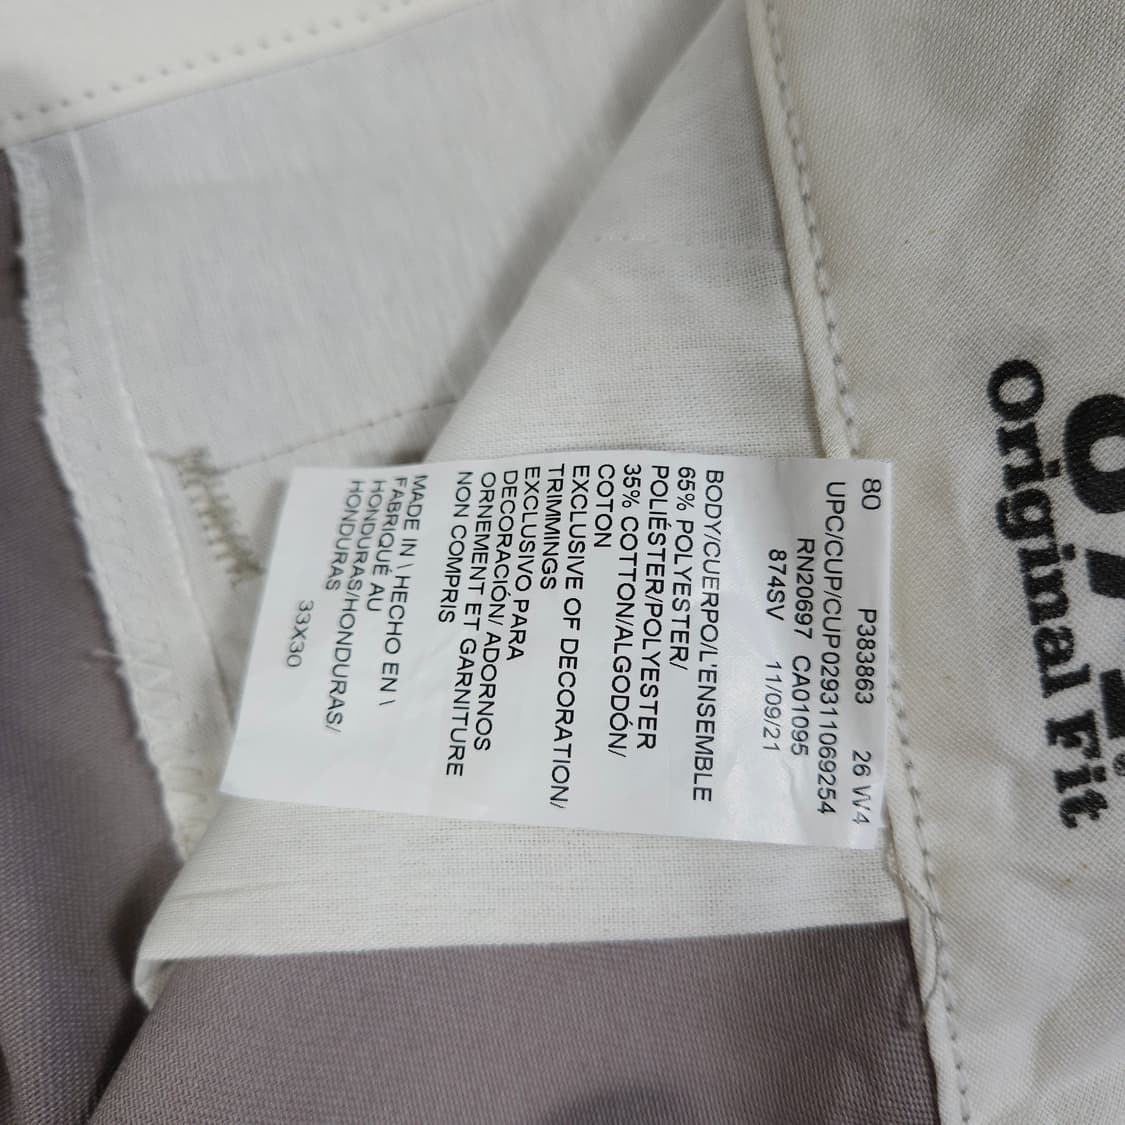 80 P383863 26 W4
UPC/CUP/CUP029311069254
RN20697 CA01095
874SV 11/09/21
BODY/CUERPO/L'ENSEMBLE
65% POLYESTER/
POLIÉSTER/POLYESTER
35% COTTON/ALGODÓN/
COTON
EXCLUSIVE OF DECORATION/
TRIMMINGS
EXCLUSIVO PARA
DECORACIÓN/ ADORNOS
ORNEMENT ET GARNITURE
NON COMPRIS
MADE IN \ HECHO EN \
FABRIQUÉ AU
HONDURAS/HONDURAS/
HONDURAS
33X30
Original Fit